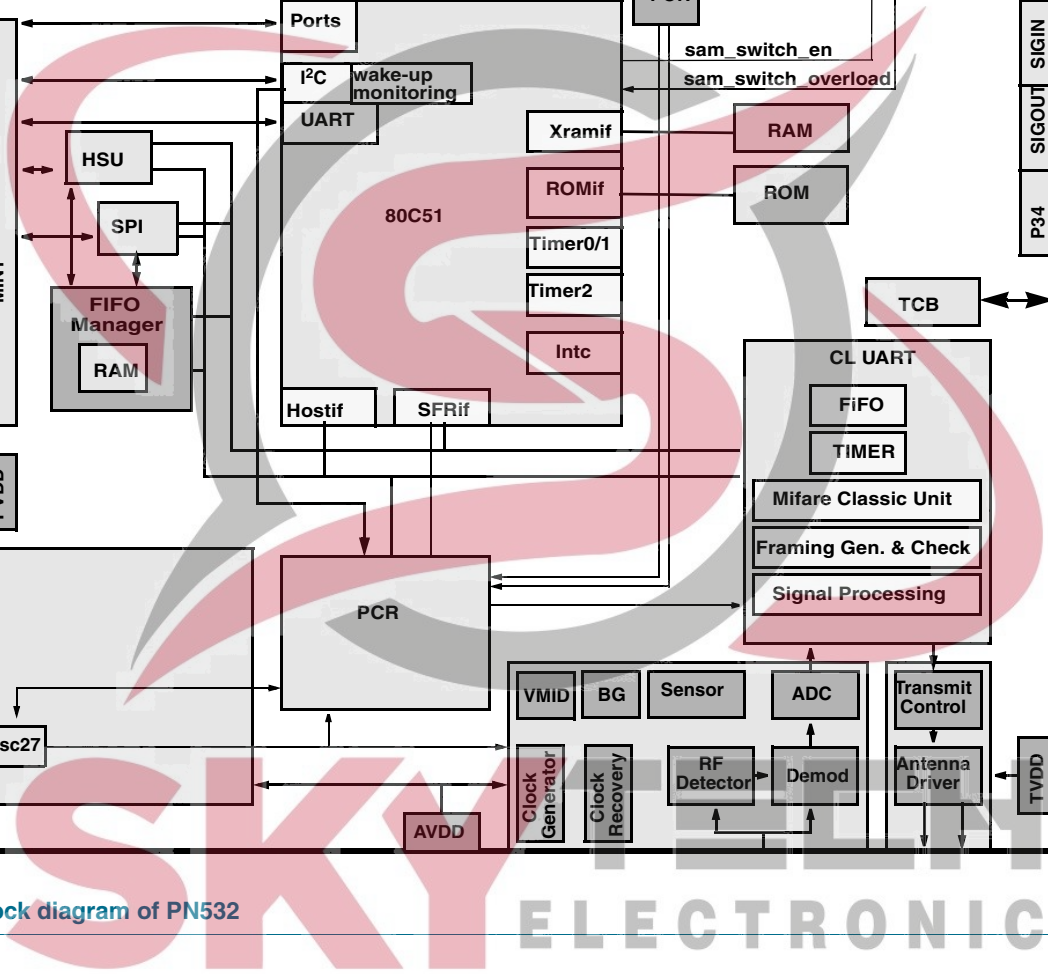 Ports
sam_switch_en
sam_switch_overload
I²C
wake-up
monitoring
UART
HSU
SPI
FIFO
Manager
RAM
80C51
Xramif
ROMif
Timer0/1
Timer2
Intc
Hostif
SFRif
RAM
ROM
SIGIN
SIGOUT
P34
TCB
CL UART
FiFO
TIMER
Mifare Classic Unit
Framing Gen. & Check
Signal Processing
PCR
VMID
BG
Sensor
ADC
Transmit
Control
sc27
Clock
Generator
Clock
Recovery
RF
Detector
Demod
Antenna
Driver
TVDD
AVDD
SKYTECH
ELECTRONIC
ock diagram of PN532